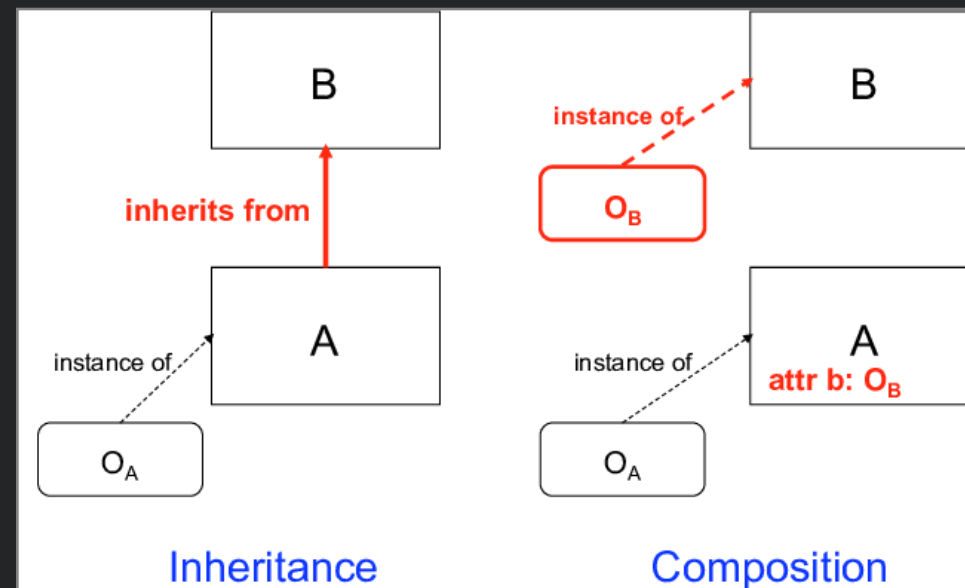 B
inherits from
A
instance of
O_A
Inheritance
B
instance of
O_B
A
attr b: O_B
instance of
O_A
Composition